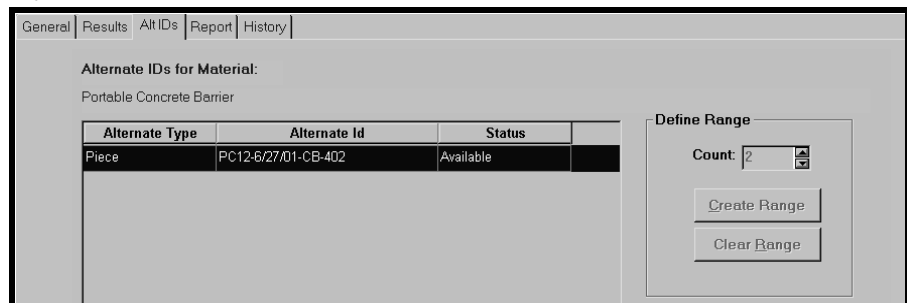 General Results Alt IDs Report History
Alternate IDs for Material:
Portable Concrete Barrier
Alternate Type Alternate Id Status
Piece PC12-6/27/01-CB-402 Available
Define Range
Count: 2
Create Range
Clear Range